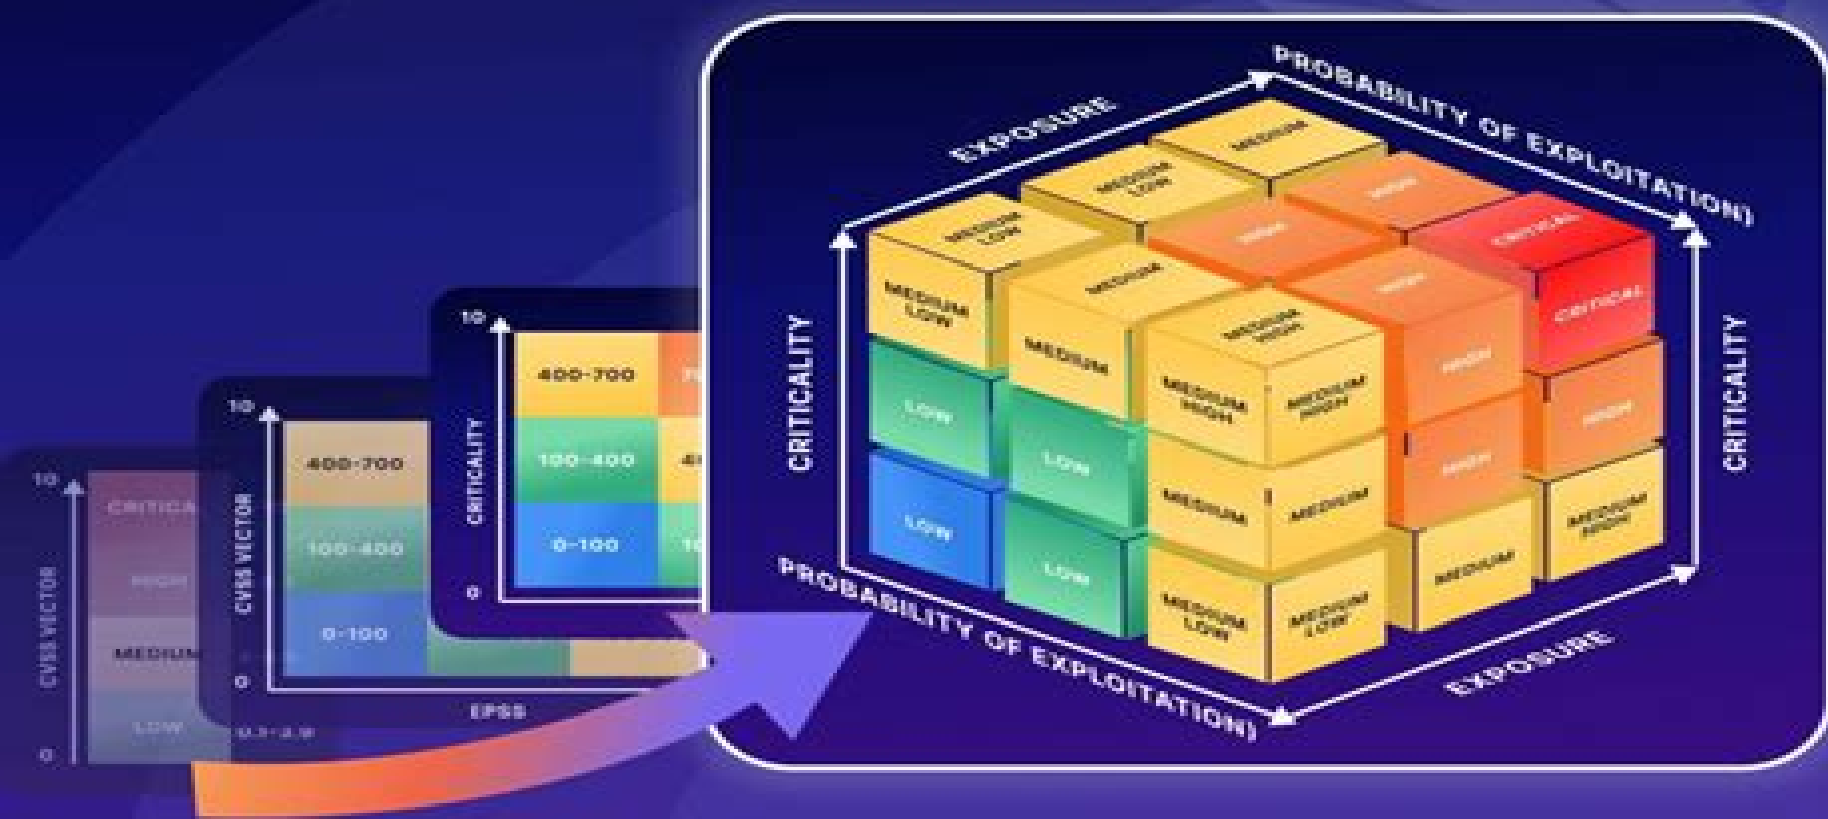 10
CRITICA
HIGH
MEDIUM
LOW
0
CVSS VECTOR
10
400-700
100-400
0-100
0
CVSS VECTOR
EPSS
10
400-700
100-400
0-100
0
CRITICALITY
EXPOSURE
PROBABILITY OF EXPLOITATION)
MEDIUM
MEDIUM
LOW
HIGH
MEDIUM
LOW
HIGH
CRITICAL
MEDIUM
HIGH
MEDIUM
HIGH
MEDIUM
LOW
MEDIUM
MEDIUM
HIGH
MEDIUM
HIGH
HIGH
CRITICAL
LOW
LOW
MEDIUM
MEDIUM
HIGH
HIGH
LOW
LOW
MEDIUM
LOW
MEDIUM
LOW
MEDIUM
MEDIUM
HIGH
CRITICALITY
CRITICALITY
PROBABILITY OF EXPLOITATION)
EXPOSURE